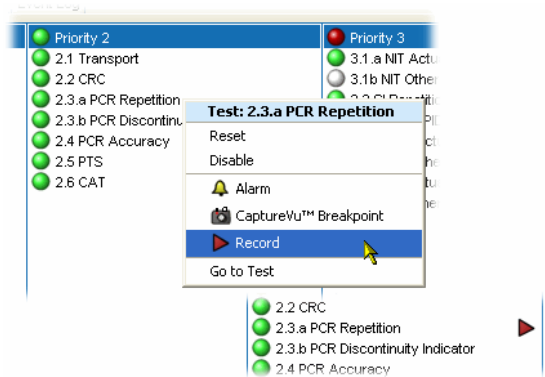 Event Log
Priority 2
2.1 Transport
2.2 CRC
2.3.a PCR Repetition
2.3.b PCR Discontinu
2.4 PCR Accuracy
2.5 PTS
2.6 CAT
Priority 3
3.1.a NIT Actu
3.1b NIT Other
Test: 2.3.a PCR Repetition
Reset
Disable
Alarm
CaptureVu™ Breakpoint
Record
Go to Test
2.2 CRC
2.3.a PCR Repetition
2.3.b PCR Discontinuity Indicator
2.4 PCR Accuracy